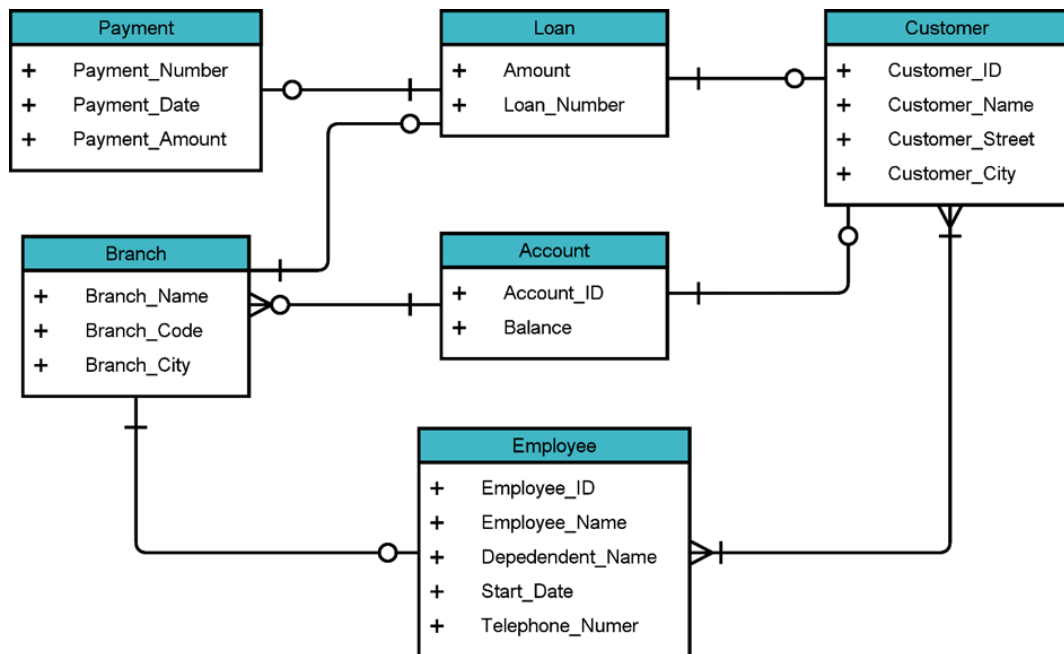 Payment
+ Payment_Number
+ Payment_Date
+ Payment_Amount
Loan
+ Amount
+ Loan_Number
Customer
+ Customer_ID
+ Customer_Name
+ Customer_Street
+ Customer_City
Branch
+ Branch_Name
+ Branch_Code
+ Branch_City
Account
+ Account_ID
+ Balance
Employee
+ Employee_ID
+ Employee_Name
+ Depedendent_Name
+ Start_Date
+ Telephone_Numer